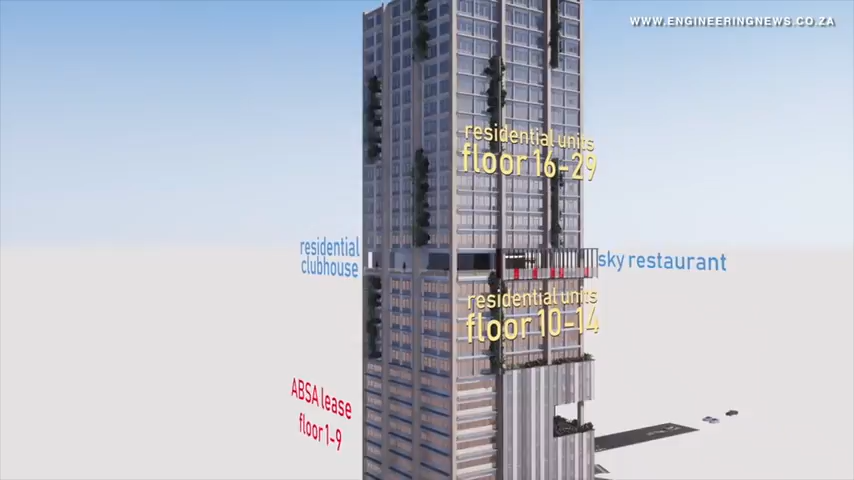 WWW.ENGINEERINGNEWS.CO.ZA
residential units
floor 16-29
residential
clubhouse
sky restaurant
residential units
floor 10-14
ABSA lease
floor 1-9